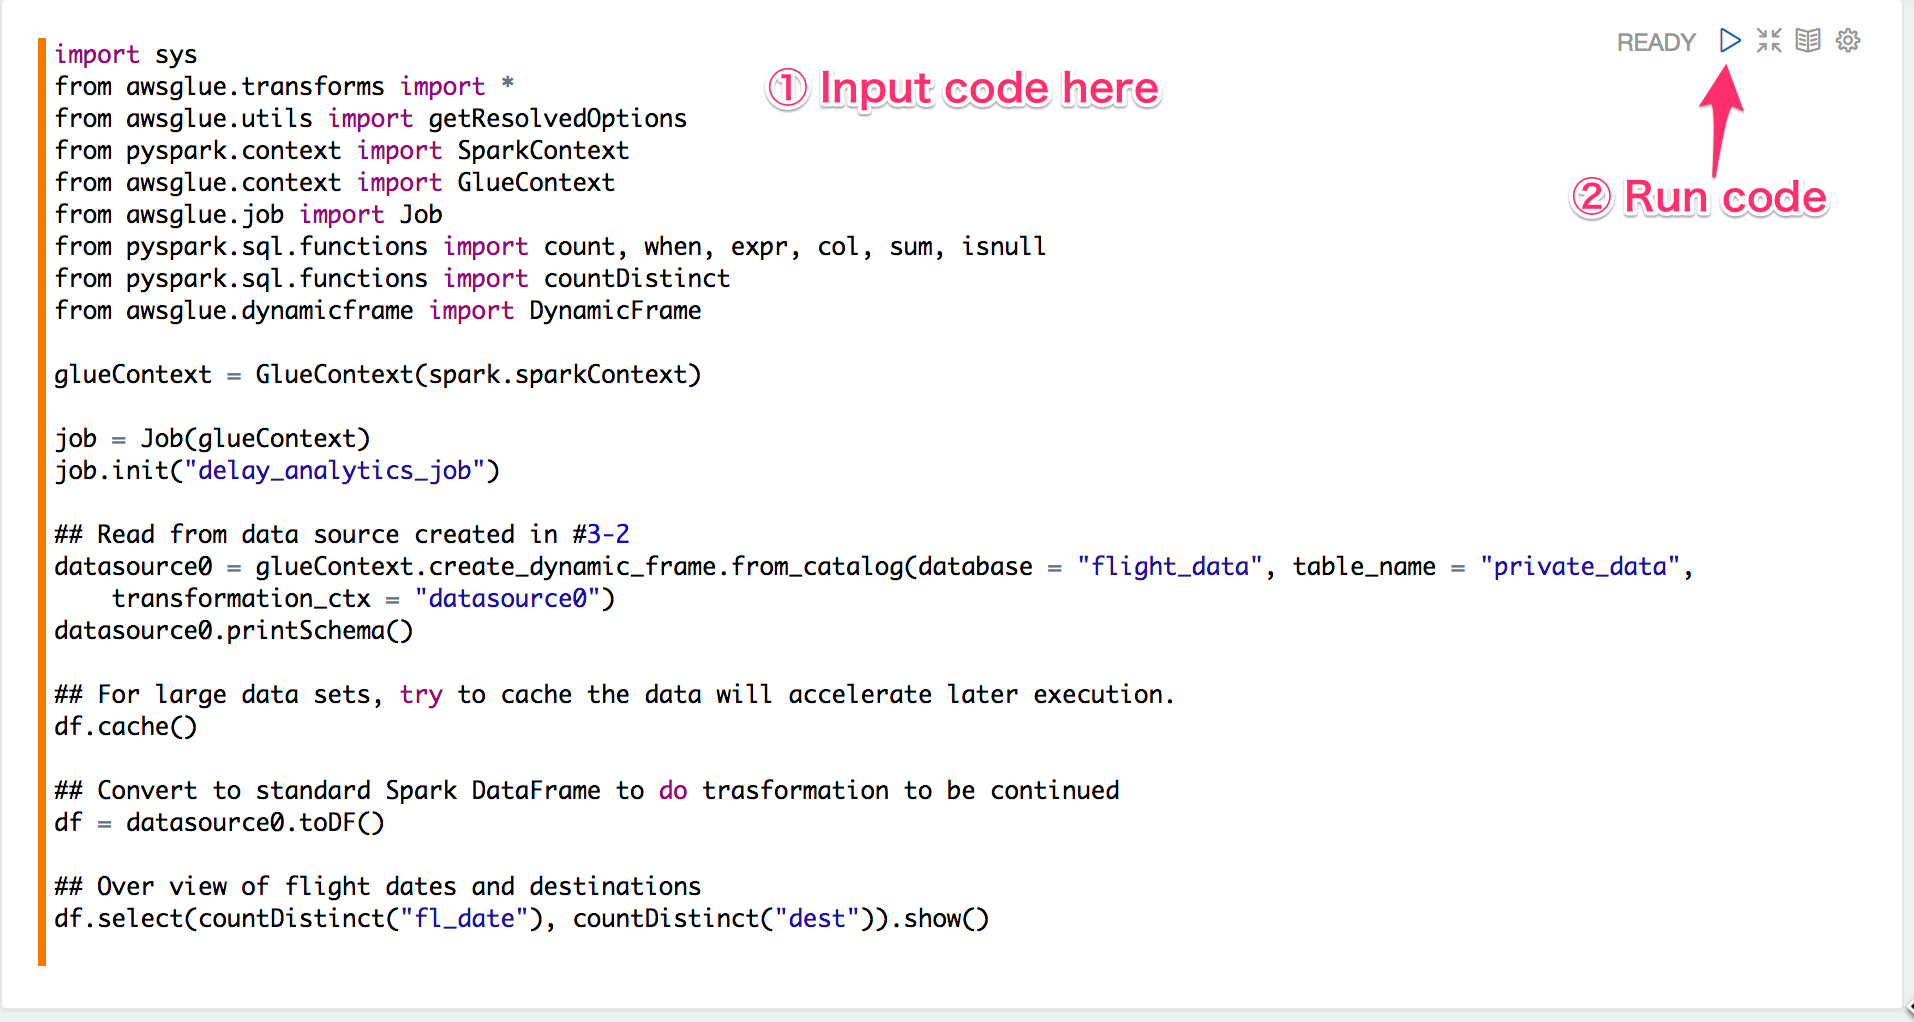 READY
① Input code here
② Run code
import sys
from awsglue.transforms import *
from awsglue.utils import getResolvedOptions
from pyspark.context import SparkContext
from awsglue.context import GlueContext
from awsglue.job import Job
from pyspark.sql.functions import count, when, expr, col, sum, isnull
from pyspark.sql.functions import countDistinct
from awsglue.dynamicframe import DynamicFrame
glueContext = GlueContext(spark.sparkContext)
job = Job(glueContext)
job.init("delay_analytics_job")
## Read from data source created in #3-2
datasource0 = glueContext.create_dynamic_frame.from_catalog(database = "flight_data", table_name = "private_data",
transformation_ctx = "datasource0")
datasource0.printSchema()
## For large data sets, try to cache the data will accelerate later execution.
df.cache()
## Convert to standard Spark DataFrame to do trasformation to be continued
df = datasource0.toDF()
## Over view of flight dates and destinations
df.select(countDistinct("fl_date"), countDistinct("dest")).show()